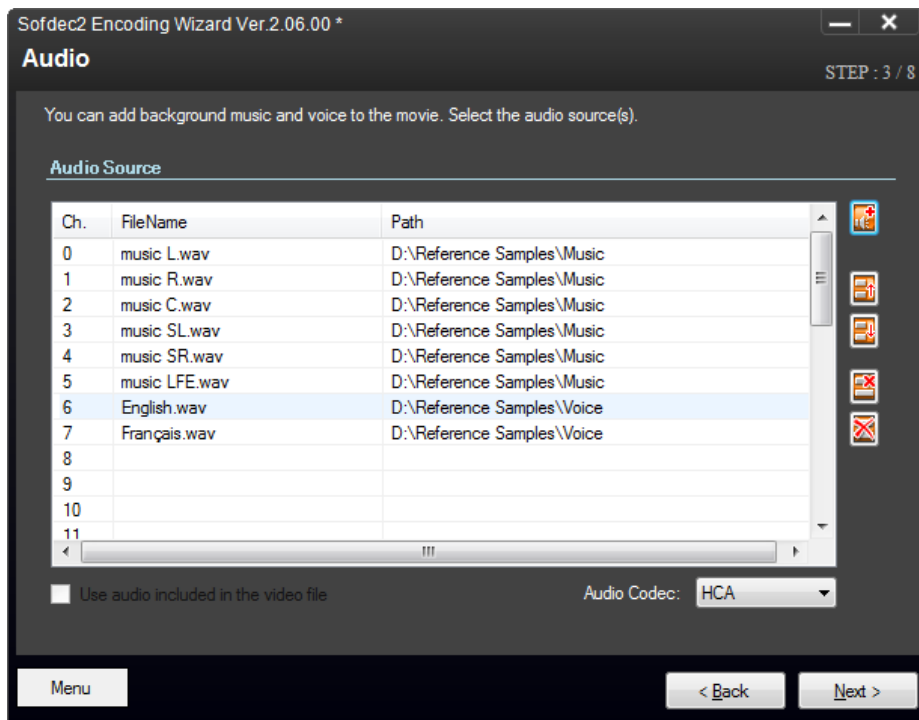 Sofdec2 Encoding Wizard Ver.2.06.00 *
Audio
STEP : 3 / 8
You can add background music and voice to the movie. Select the audio source(s).
Audio Source
Ch. FileName Path
0 music L.wav D:\Reference Samples\Music
1 music R.wav D:\Reference Samples\Music
2 music C.wav D:\Reference Samples\Music
3 music SL.wav D:\Reference Samples\Music
4 music SR.wav D:\Reference Samples\Music
5 music LFE.wav D:\Reference Samples\Music
6 English.wav D:\Reference Samples\Voice
7 Français.wav D:\Reference Samples\Voice
8
9
10
11
Use audio included in the video file Audio Codec: HCA
Menu < Back Next >